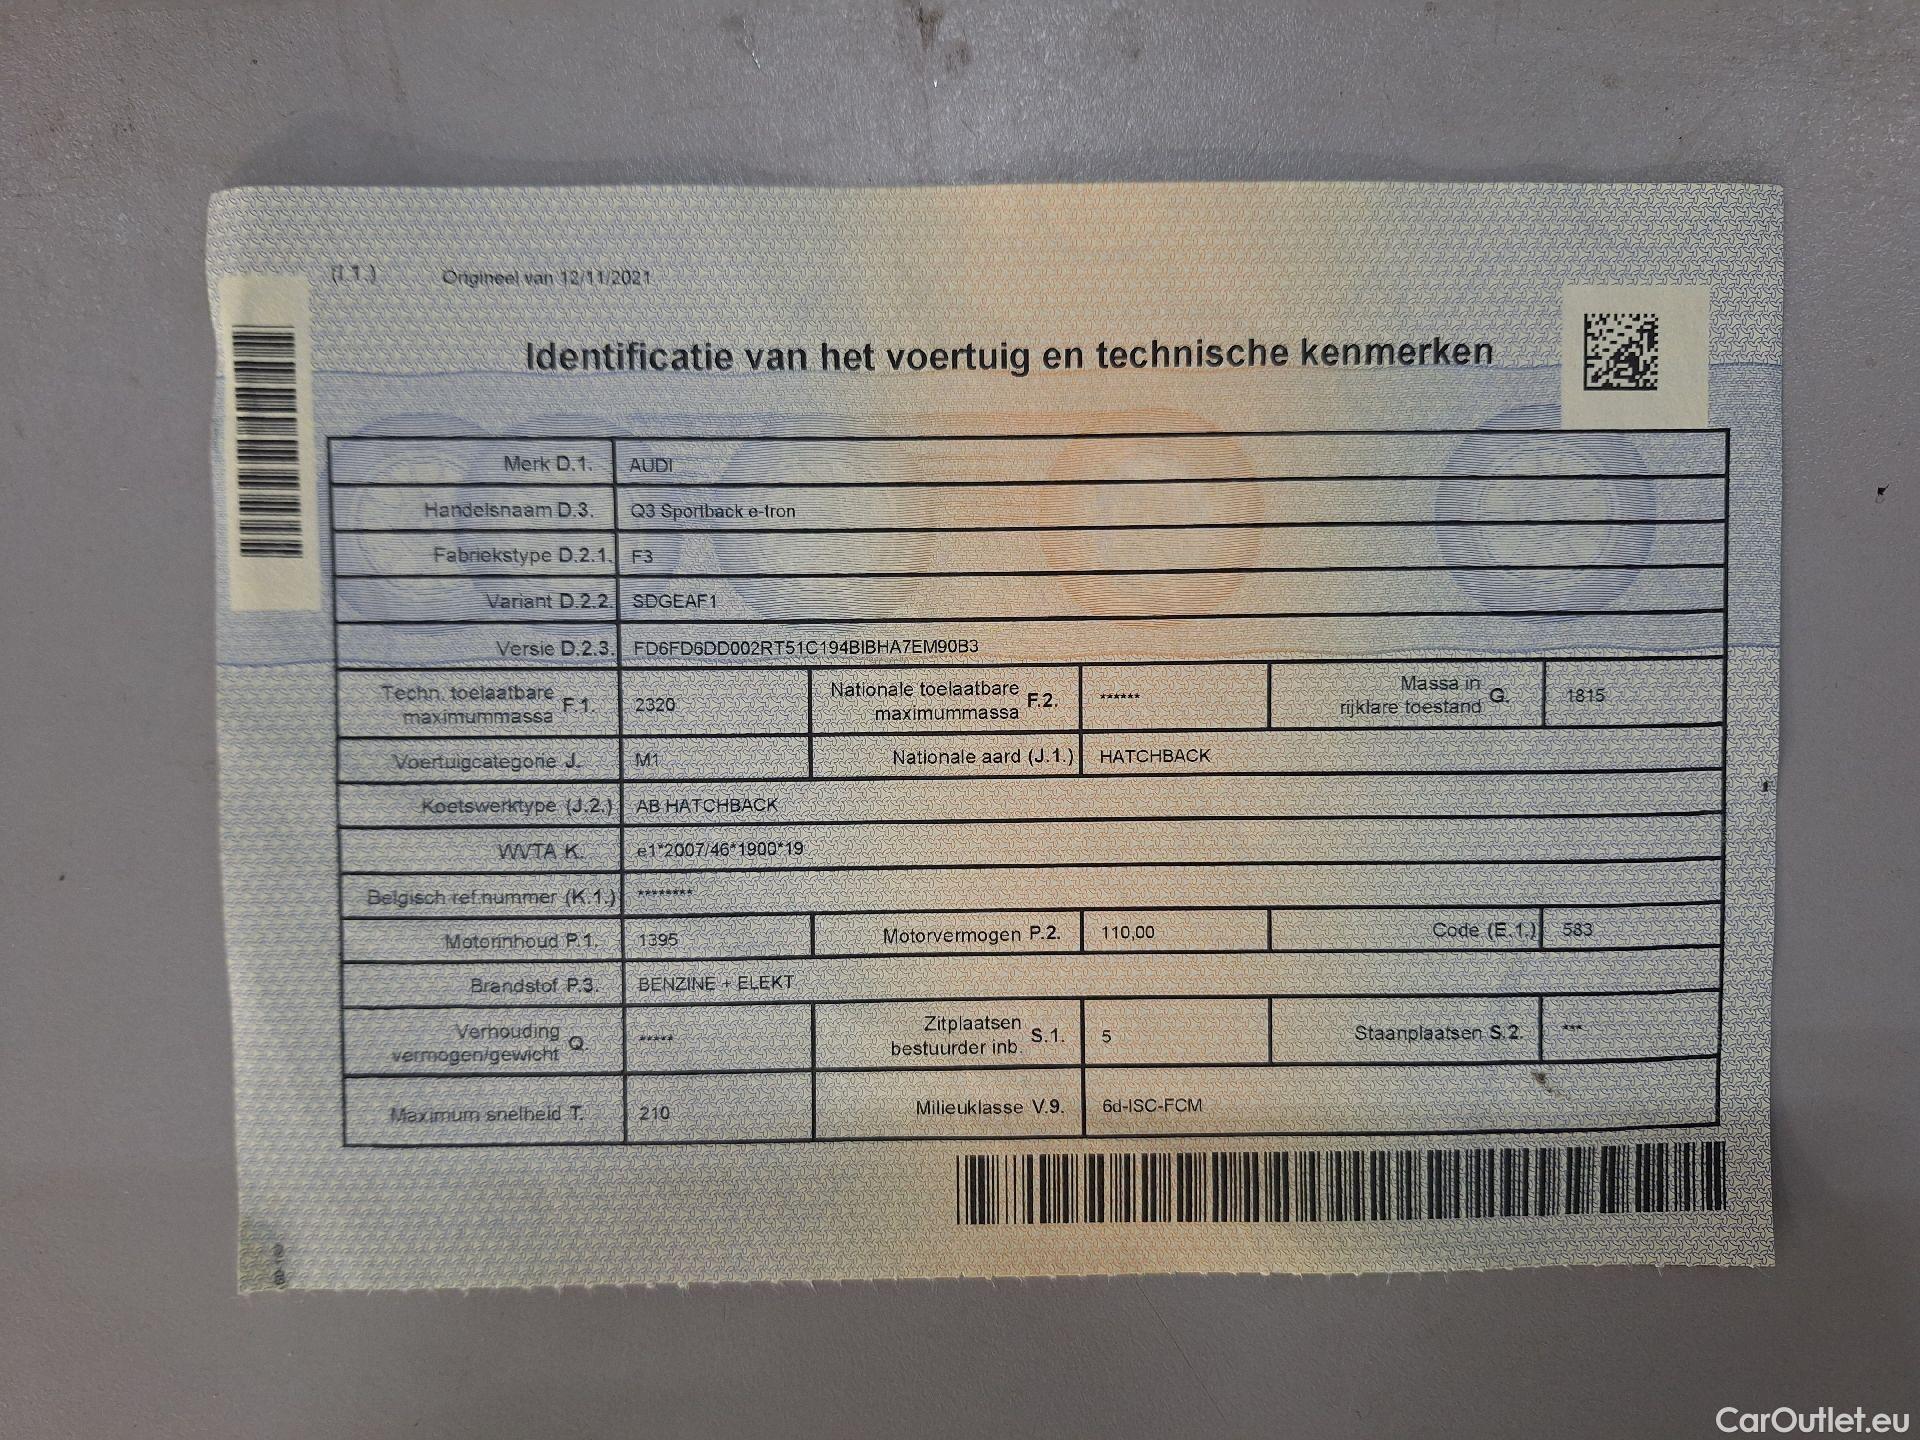 (I.1.) Origineel van 12/11/2021
Identificatie van het voertuig en technische kenmerken
Merk D.1. AUDI
Handelsnaam D.3. Q3 Sportback e-tron
Fabriekstype D.2.1. F3
Variant D.2.2. SDGEAF1
Versie D.2.3. FD6FD6DD002RT51C194BIBHA7EM90B3
Techn. toelaatbare maximummassa F.1. 2320 Nationale toelaatbare maximummassa F.2. ****** Massa in rijklare toestand G. 1815
Voertuigcategorie J. M1 Nationale aard (J.1.) HATCHBACK
Koetswerktype (J.2.) AB HATCHBACK
WVTA K. e1*2007/46*1900*19
Belgisch ref.nummer (K.1.) ********
Motorinhoud P.1. 1395 Motorvermogen P.2. 110,00 Code (E.1.) 583
Brandstof P.3. BENZINE + ELEKT
Verhouding vermogen/gewicht Q. ***** Zitplaatsen bestuurder inb. S.1. 5 Staanplaatsen S.2. ***
Maximum snelheid T. 210 Milieuklasse V.9. 6d-ISC-FCM
CarOutlet.eu